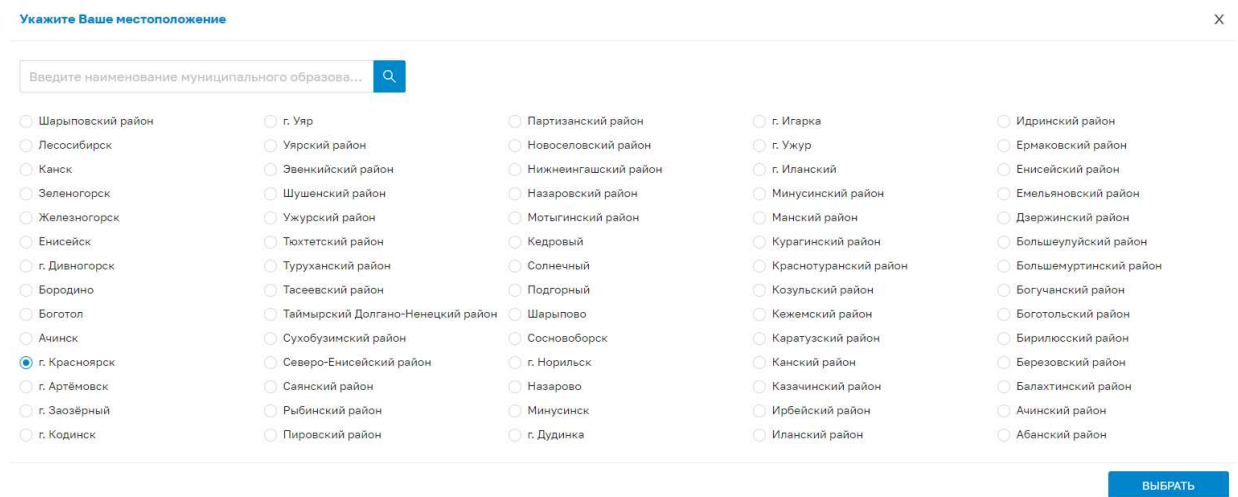 Укажите Ваше местоположение
X
Введите наименование муниципального образова...
Шарыповский район
Лесосибирск
Канск
Зеленогорск
Железногорск
Енисейск
г. Дивногорск
Бородино
Боготол
Ачинск
г. Красноярск
г. Артёмовск
г. Заозёрный
г. Кодинск
г. Уяр
Уярский район
Эвенкийский район
Шушенский район
Ужурский район
Тюхтетский район
Туруханский район
Тасеевский район
Таймырский Долгано-Ненецкий район
Сухобузимский район
Северо-Енисейский район
Саянский район
Рыбинский район
Пировский район
Партизанский район
Новоселовский район
Нижнеингашский район
Назаровский район
Мотыгинский район
Кедровый
Солнечный
Подгорный
Шарыпово
Сосновоборск
г. Норильск
Назарово
Минусинск
г. Дудинка
г. Игарка
г. Ужур
г. Иланский
Минусинский район
Манский район
Курагинский район
Краснотуранский район
Козульский район
Кежемский район
Каратузский район
Канский район
Казачинский район
Ирбейский район
Иланский район
Идринский район
Ермаковский район
Енисейский район
Емельяновский район
Дзержинский район
Большеулуйский район
Большемуртинский район
Богучанский район
Боготольский район
Бирилюсский район
Березовский район
Балахтинский район
Ачинский район
Абанский район
ВЫБРАТЬ